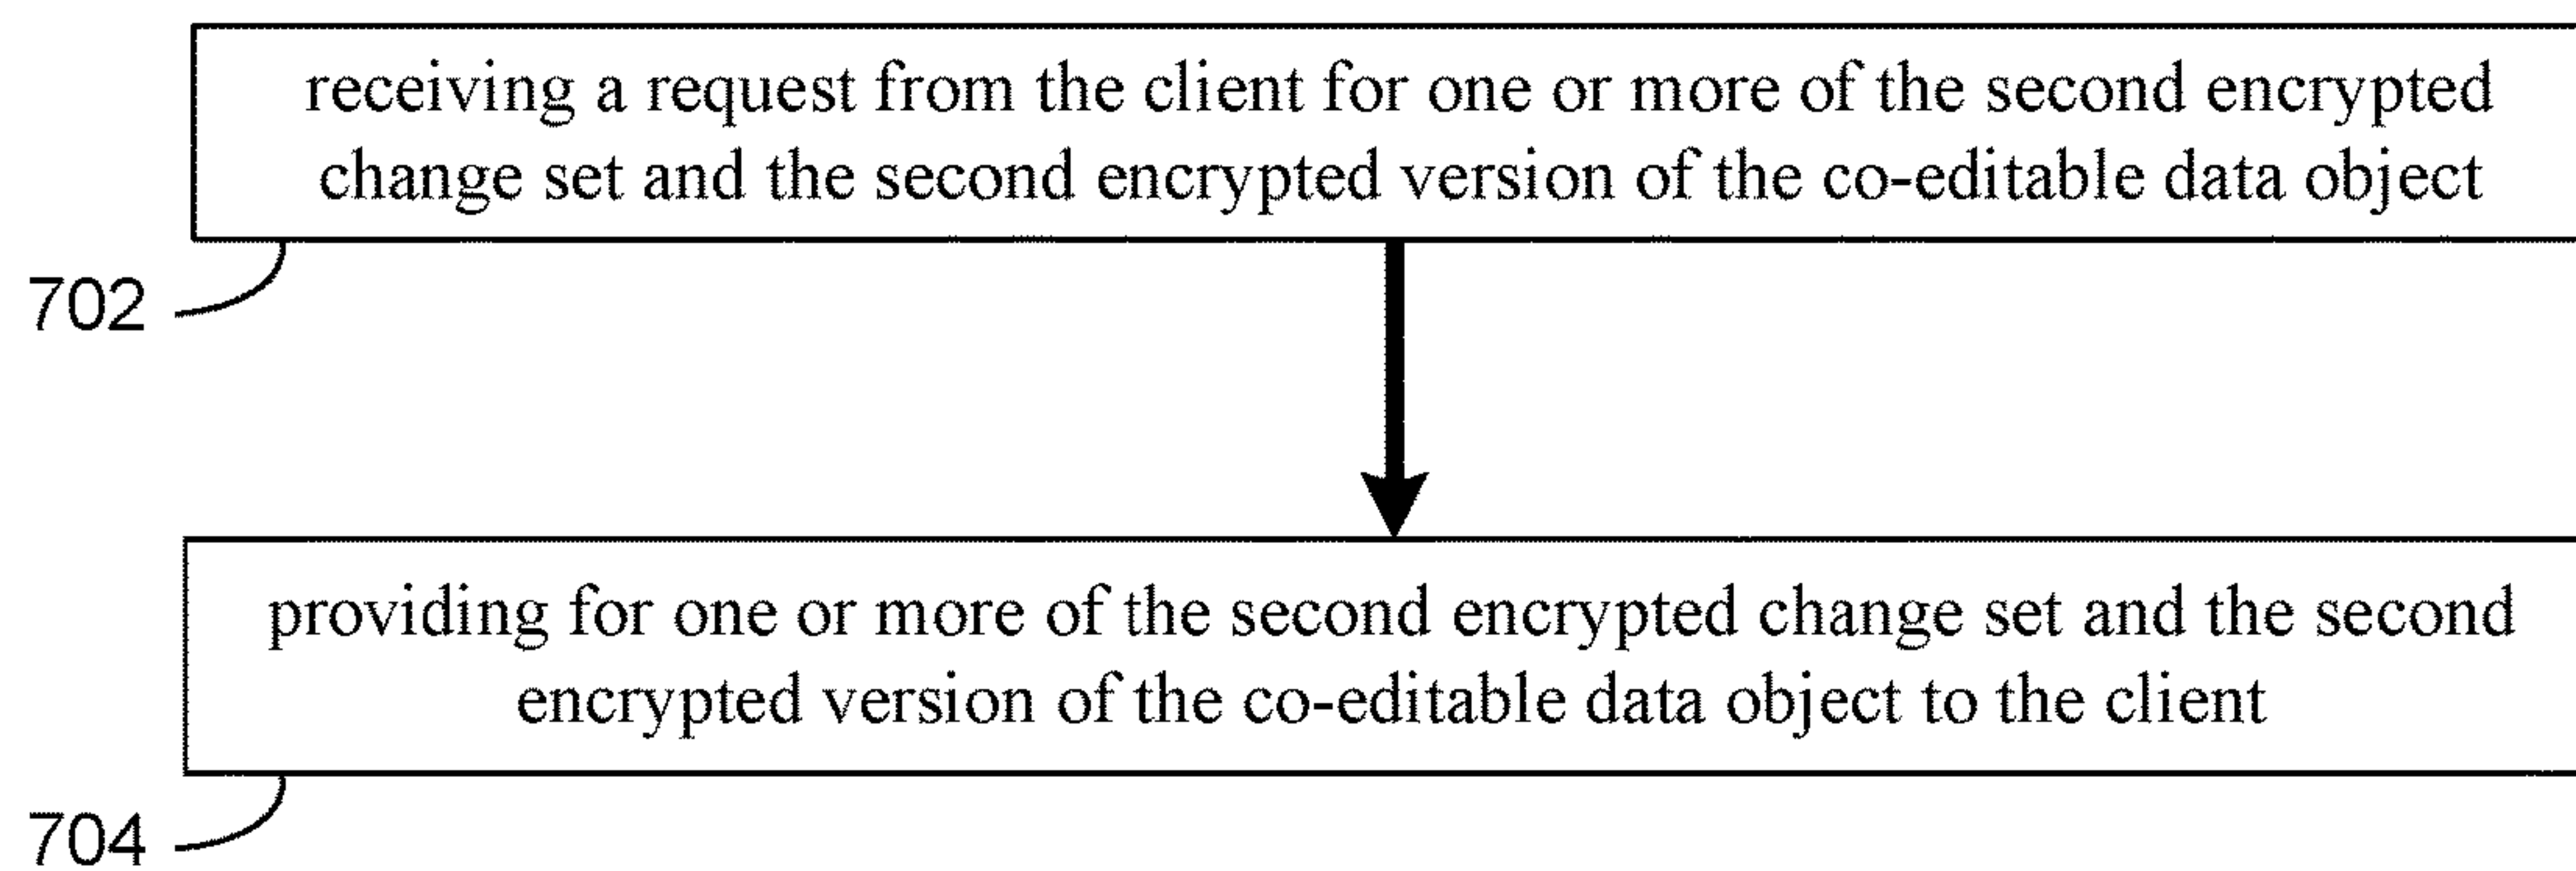 receiving a request from the client for one or more of the second encrypted
change set and the second encrypted version of the co-editable data object
702
providing for one or more of the second encrypted change set and the second
encrypted version of the co-editable data object to the client
704